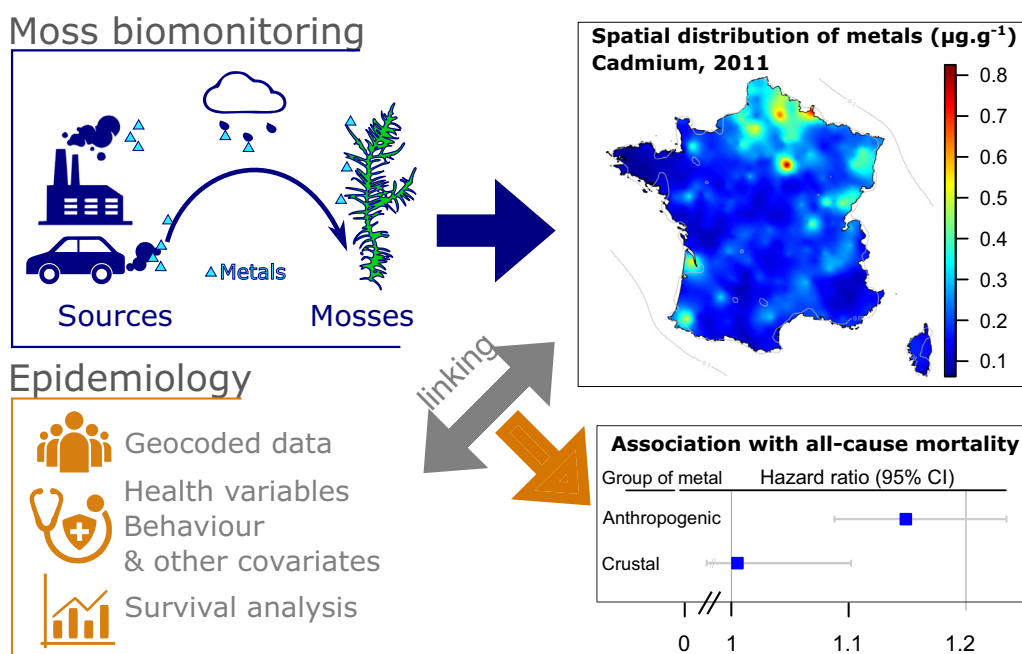 Moss biomonitoring
Metals
Sources
Mosses
Spatial distribution of metals (µg.g⁻¹)
Cadmium, 2011
0.8
0.7
0.6
0.5
0.4
0.3
0.2
0.1
linking
Epidemiology
Geocoded data
Health variables
Behaviour
& other covariates
Survival analysis
Association with all-cause mortality
Group of metal Hazard ratio (95% CI)
Anthropogenic
Crustal
0 1 1.1 1.2